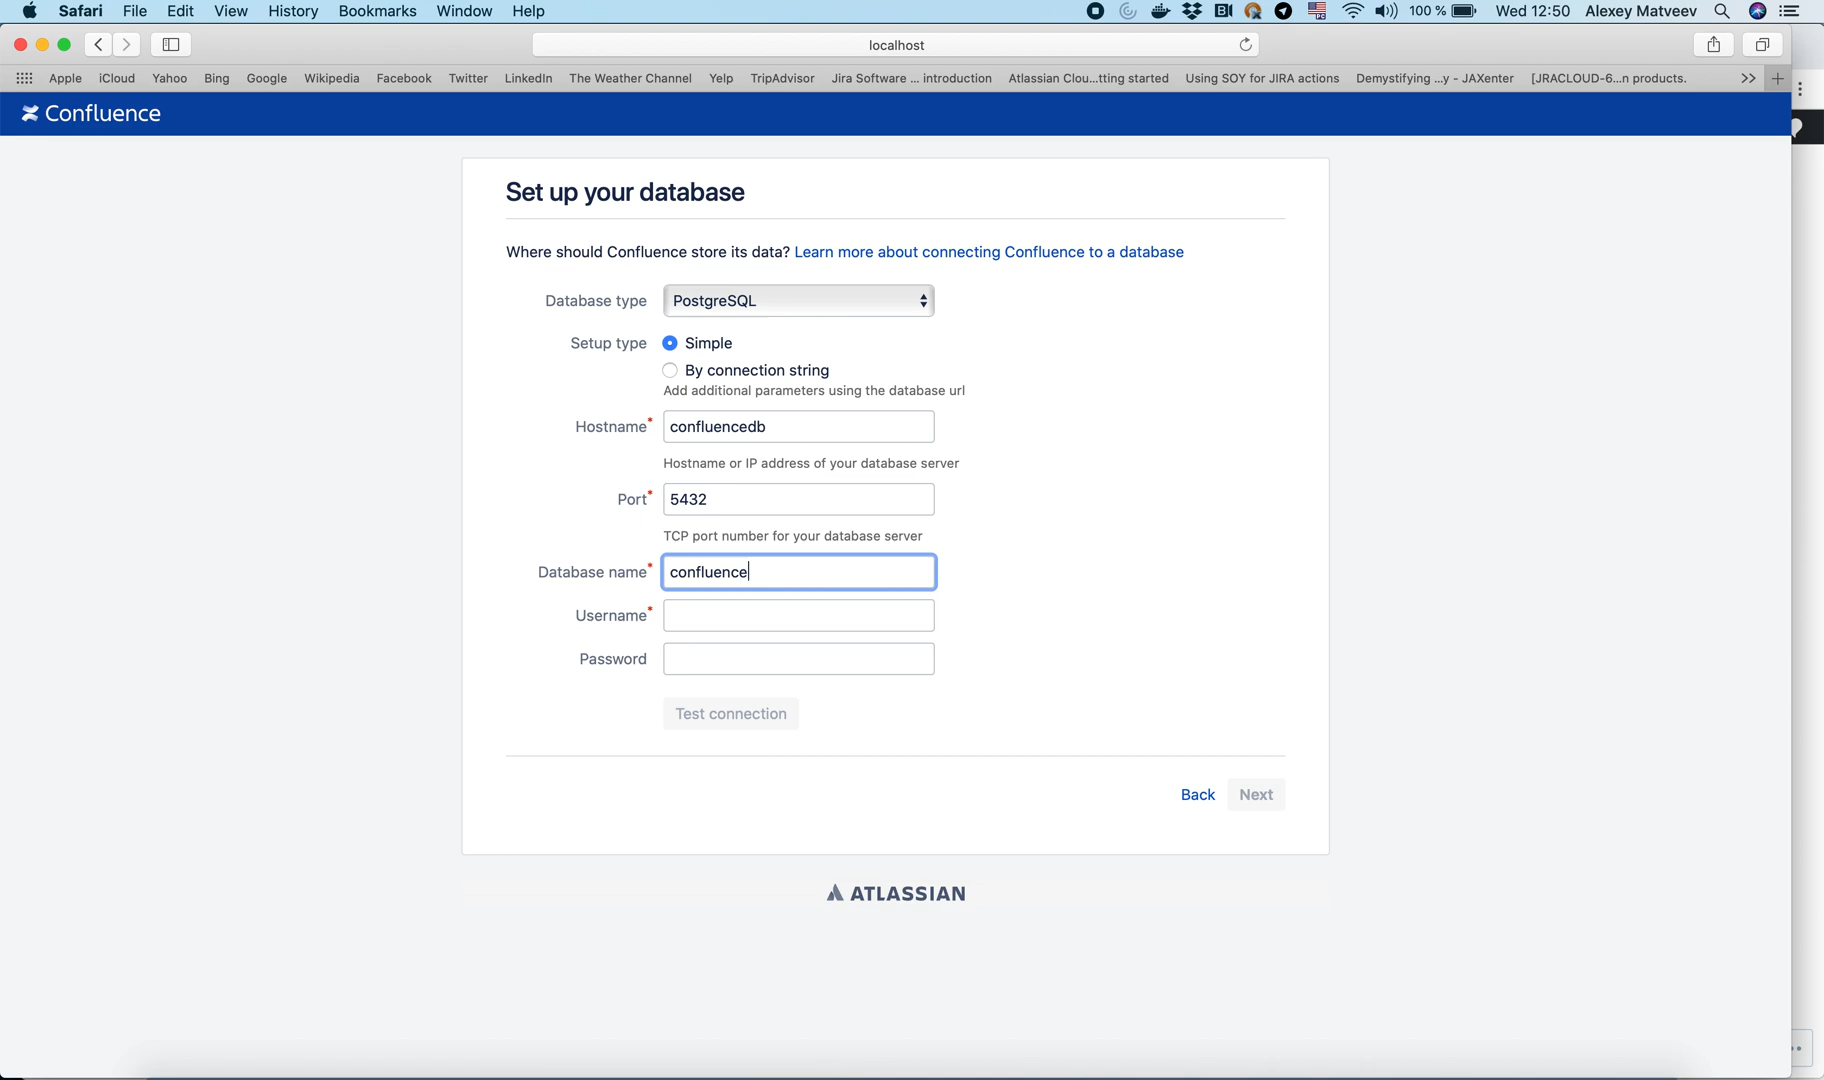 Safari File Edit View History Bookmarks Window Help 100 % Wed 12:50 Alexey Matveev
localhost
Apple iCloud Yahoo Bing Google Wikipedia Facebook Twitter LinkedIn The Weather Channel Yelp TripAdvisor Jira Software ... introduction Atlassian Clou...tting started Using SOY for JIRA actions Demystifying ...y - JAXenter [JRACLOUD-6...n products.
Confluence
Set up your database
Where should Confluence store its data? Learn more about connecting Confluence to a database
Database type PostgreSQL
Setup type Simple
By connection string
Add additional parameters using the database url
Hostname* confluencedb
Hostname or IP address of your database server
Port* 5432
TCP port number for your database server
Database name* confluence
Username*
Password
Test connection
Back Next
ATLASSIAN